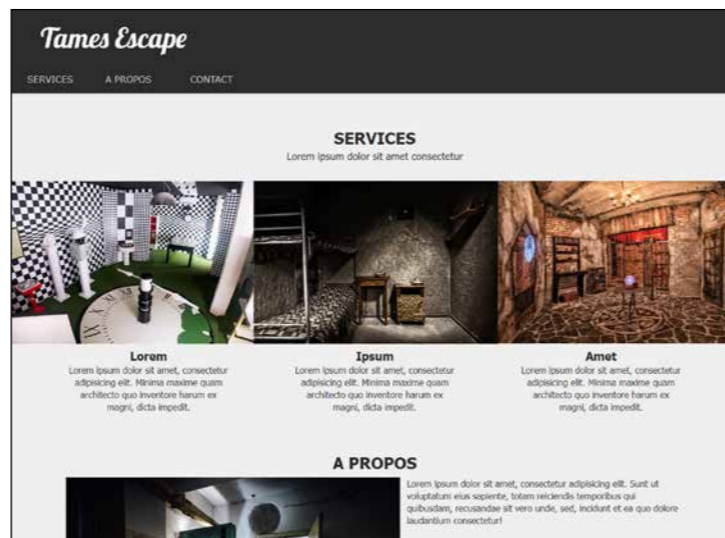 Tames Escape
SERVICES A PROPOS CONTACT
SERVICES
Lorem ipsum dolor sit amet consectetur
Lorem
Lorem ipsum dolor sit amet, consectetur
adipisicing elit. Minima maxime quam
architecto quo inventore harum ex
magni, dicta impedit.
Ipsum
Lorem ipsum dolor sit amet, consectetur
adipisicing elit. Minima maxime quam
architecto quo inventore harum ex
magni, dicta impedit.
Amet
Lorem ipsum dolor sit amet, consectetur
adipisicing elit. Minima maxime quam
architecto quo inventore harum ex
magni, dicta impedit.
A PROPOS
Lorem ipsum dolor sit amet, consectetur adipisicing elit. Sunt ut
voluptatum eius sapiente, totam reiciendis temporibus qui
quibusdam, recusandae sit vero unde, sed, incidunt et ea quo dolore
laudantium consectetur!